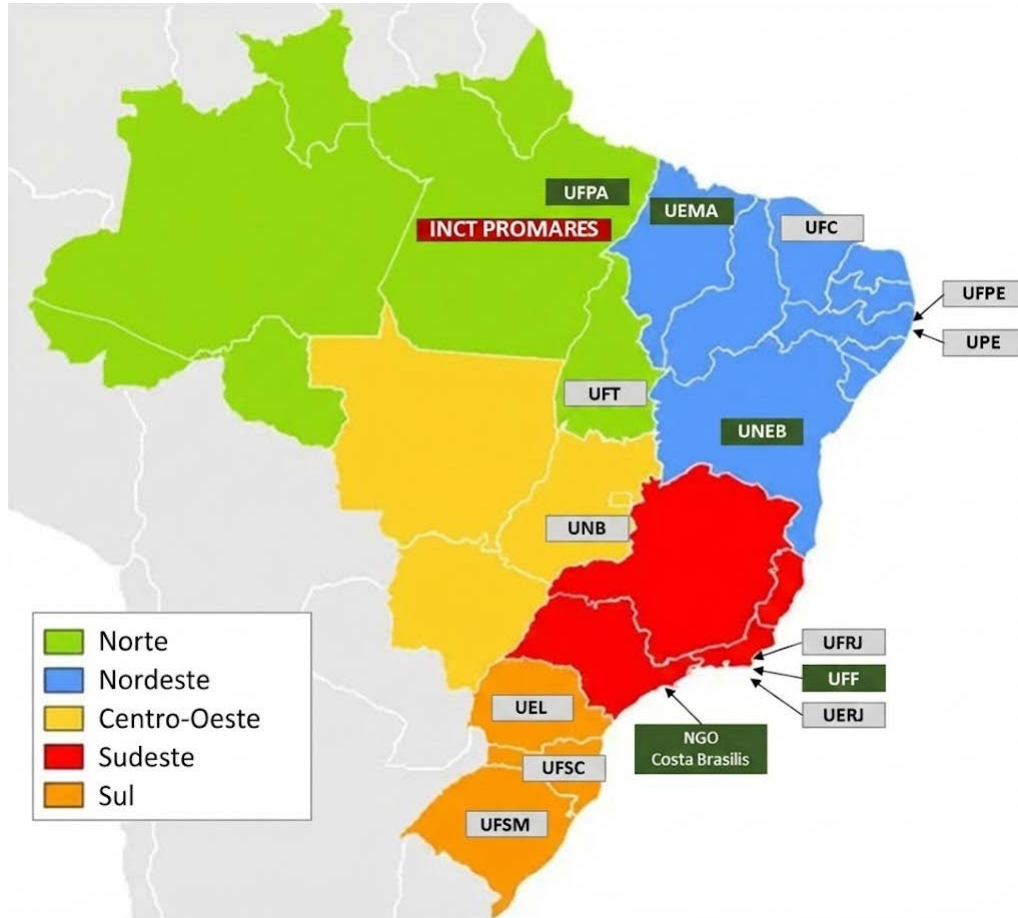 UFPA
UEMA
INCT PROMARES
UFC
UFPE
UPE
UFT
UNEB
UNB
UFRJ
UFF
UERJ
NGO
Costa Brasilis
UEL
UFSC
UFSM
Norte
Nordeste
Centro-Oeste
Sudeste
Sul